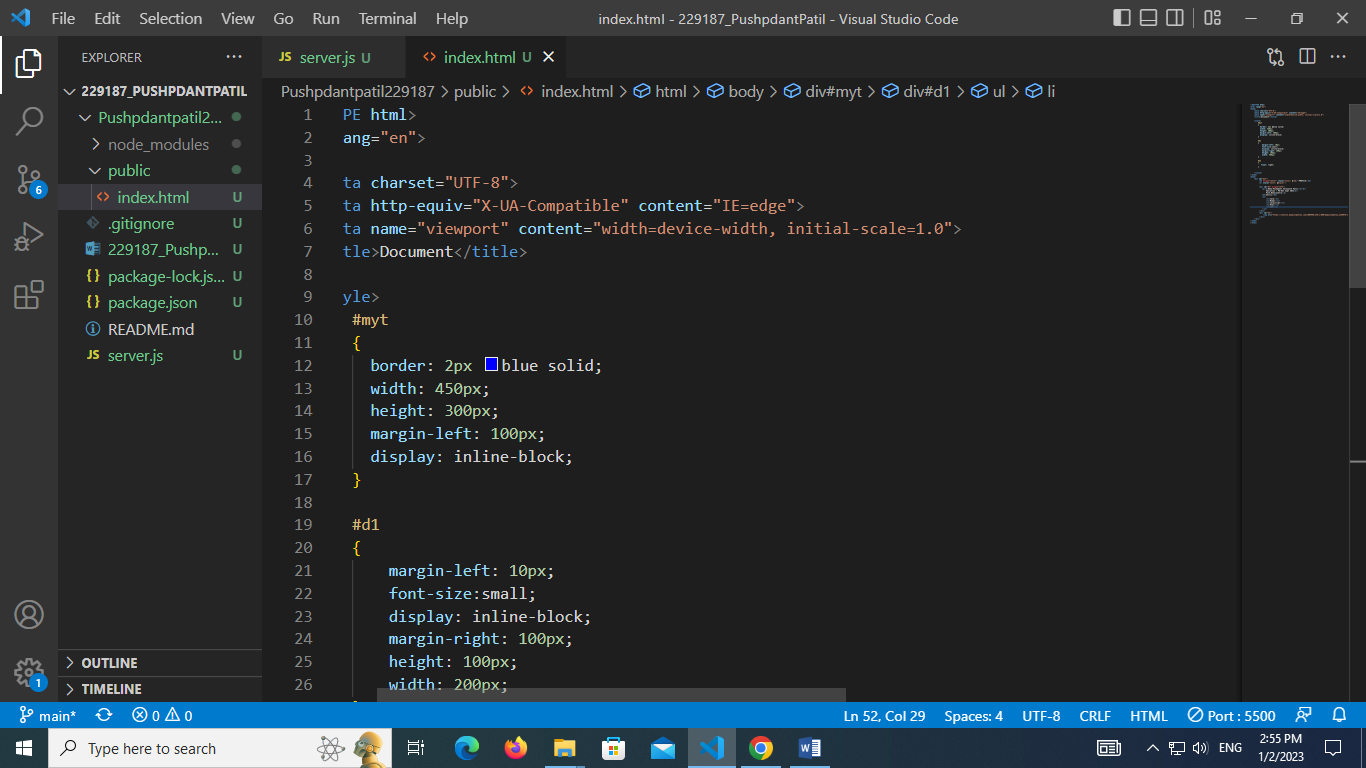 File Edit Selection View Go Run Terminal Help index.html - 229187_PushpdantPatil - Visual Studio Code
EXPLORER ...
JS server.js U <> index.html U
229187_PUSHPDANTPATIL
Pushpdantpatil229187 > public > <> index.html > html > body > div#myt > div#d1 > ul > li
Pushpdantpatil2...
node_modules
public
<> index.html U
.gitignore U
229187_Pushp... U
{} package-lock.js... U
{} package.json U
README.md
JS server.js U
OUTLINE
TIMELINE
1 PE html>
2 ang="en">
3
4 ta charset="UTF-8">
5 ta http-equiv="X-UA-Compatible" content="IE=edge">
6 ta name="viewport" content="width=device-width, initial-scale=1.0">
7 tle>Document</title>
8
9 yle>
10 #myt
11 {
12 border: 2px blue solid;
13 width: 450px;
14 height: 300px;
15 margin-left: 100px;
16 display: inline-block;
17 }
18
19 #d1
20 {
21 margin-left: 10px;
22 font-size:small;
23 display: inline-block;
24 margin-right: 100px;
25 height: 100px;
26 width: 200px;
6
1
main* 0 0 Ln 52, Col 29 Spaces: 4 UTF-8 CRLF HTML Port : 5500
Type here to search
ENG
2:55 PM
1/2/2023